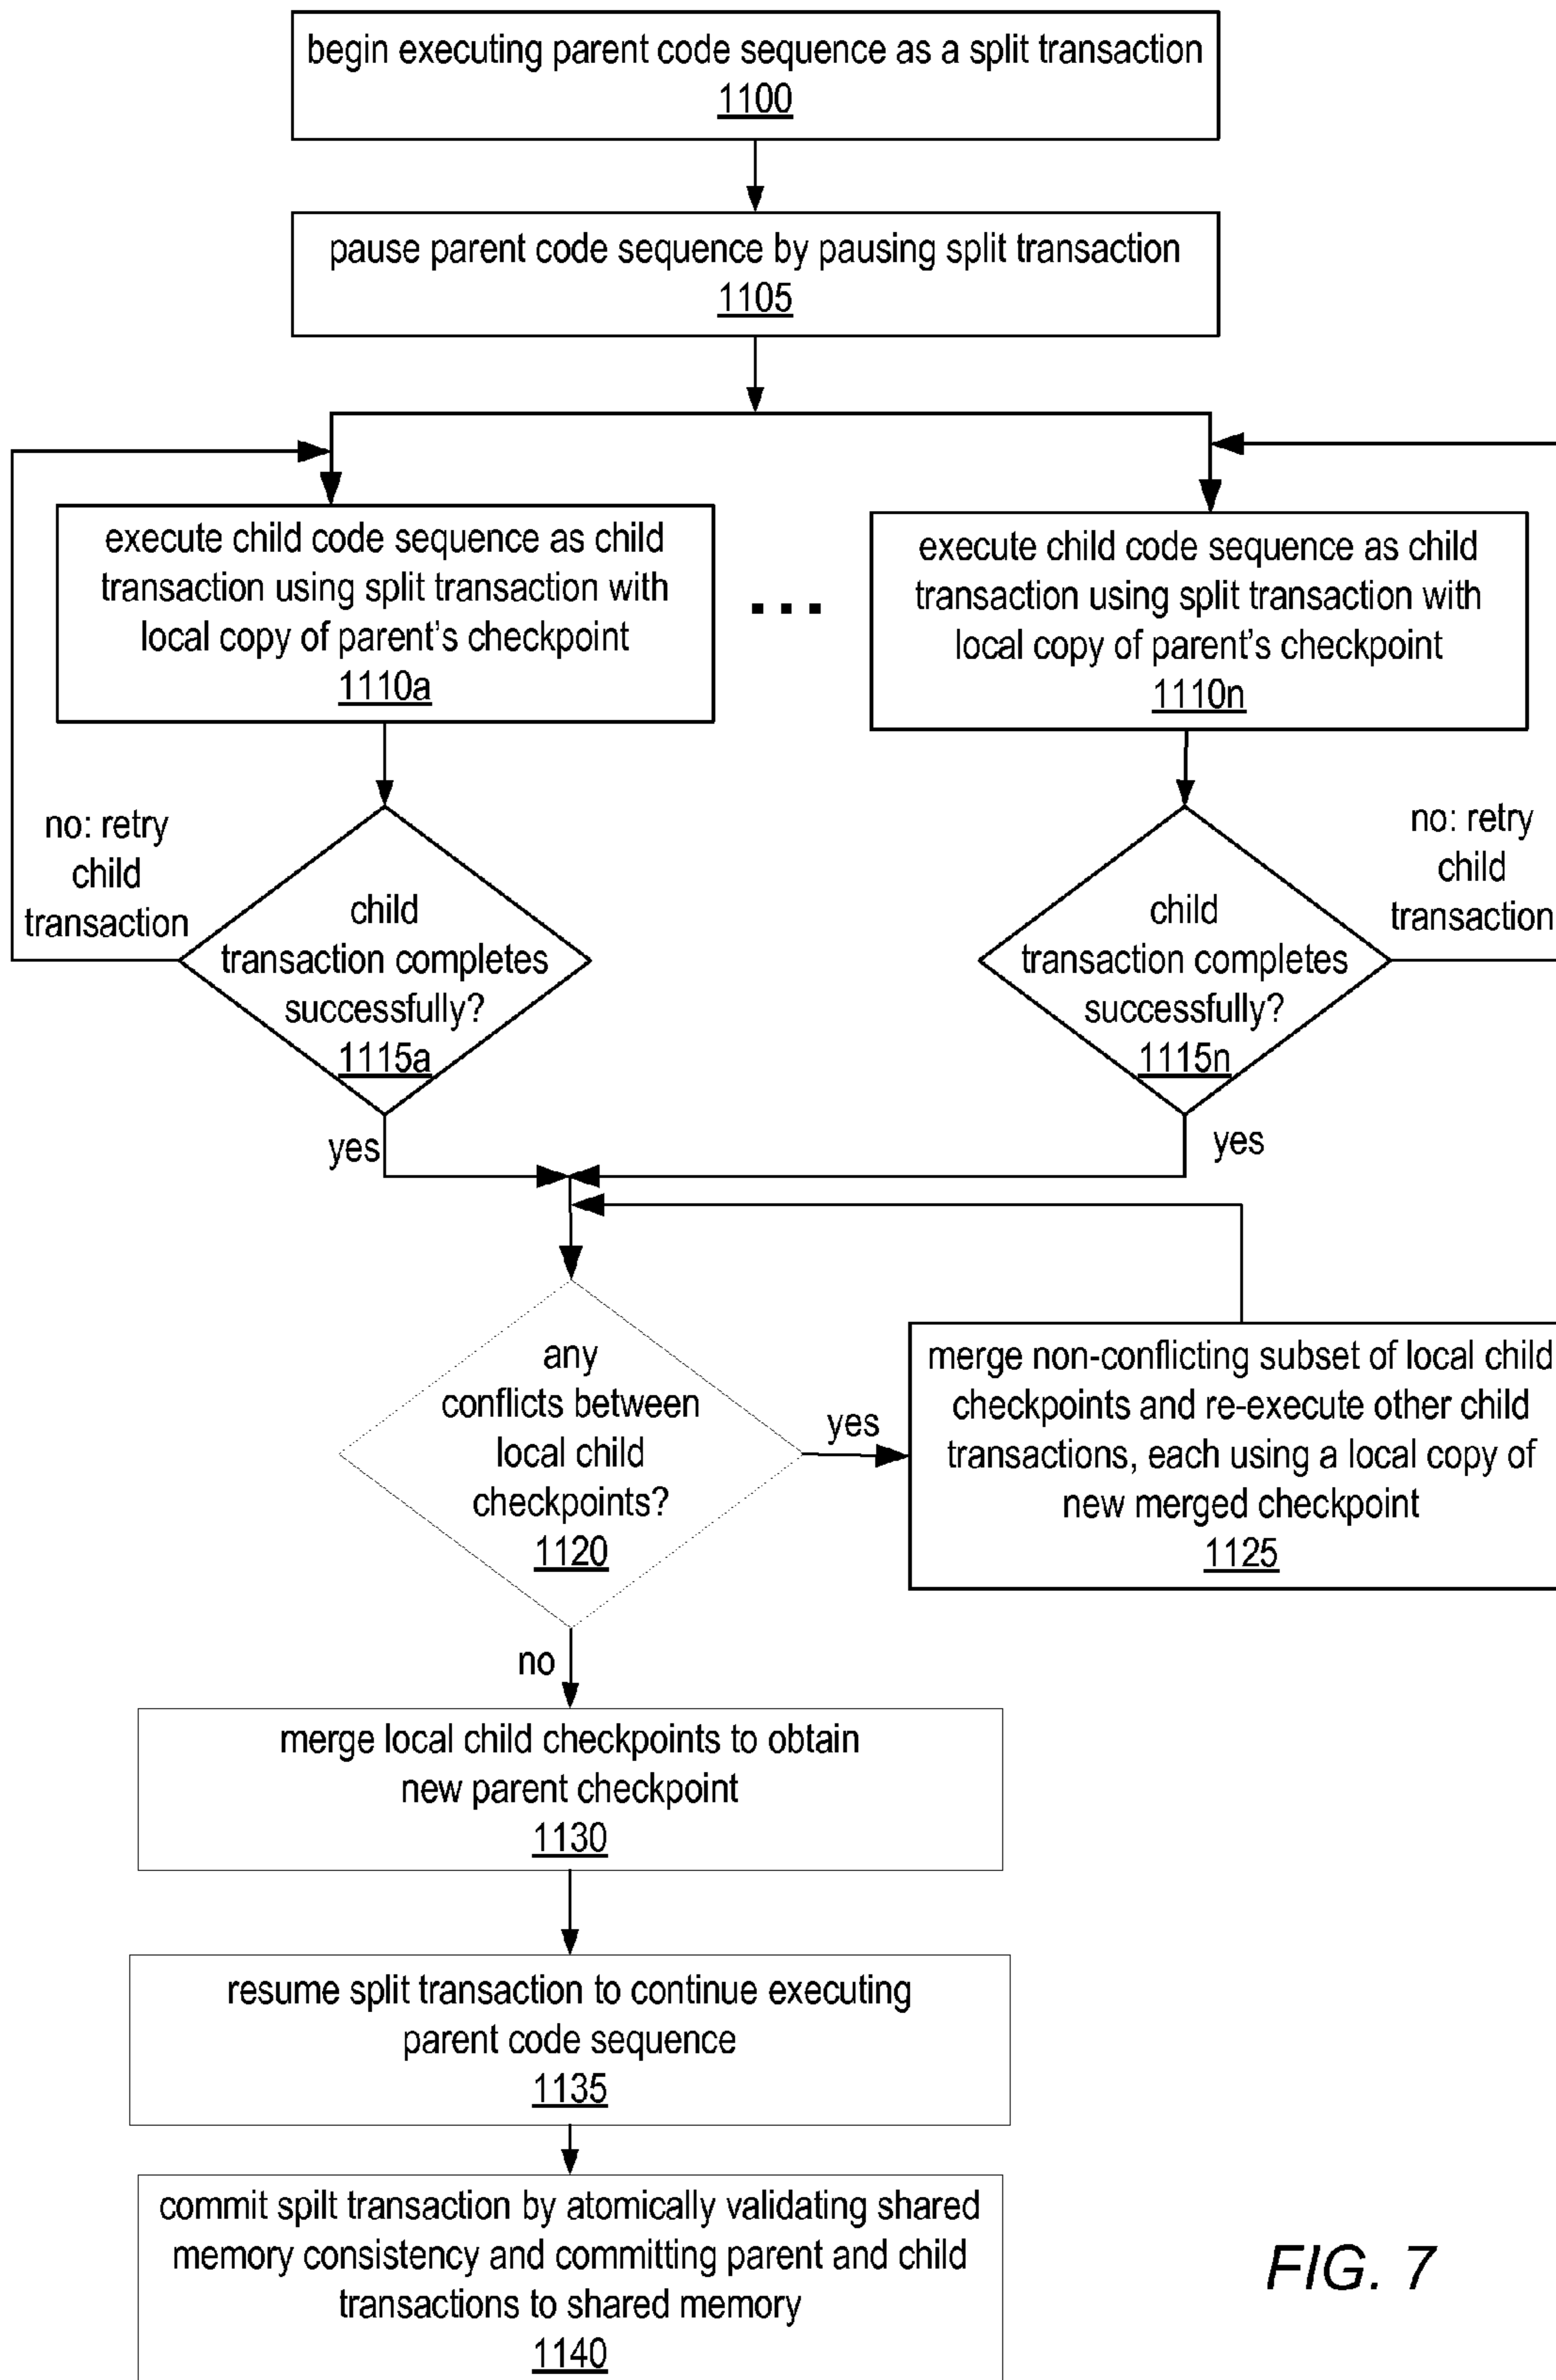 begin executing parent code sequence as a split transaction
1100
pause parent code sequence by pausing split transaction
1105
execute child code sequence as child
transaction using split transaction with
local copy of parent's checkpoint
1110a
...
execute child code sequence as child
transaction using split transaction with
local copy of parent's checkpoint
1110n
no: retry
child
transaction
child
transaction completes
successfully?
1115a
yes
child
transaction completes
successfully?
1115n
no: retry
child
transaction
yes
any
conflicts between
local child
checkpoints?
1120
yes
merge non-conflicting subset of local child
checkpoints and re-execute other child
transactions, each using a local copy of
new merged checkpoint
1125
no
merge local child checkpoints to obtain
new parent checkpoint
1130
resume split transaction to continue executing
parent code sequence
1135
commit spilt transaction by atomically validating shared
memory consistency and committing parent and child
transactions to shared memory
1140
FIG. 7